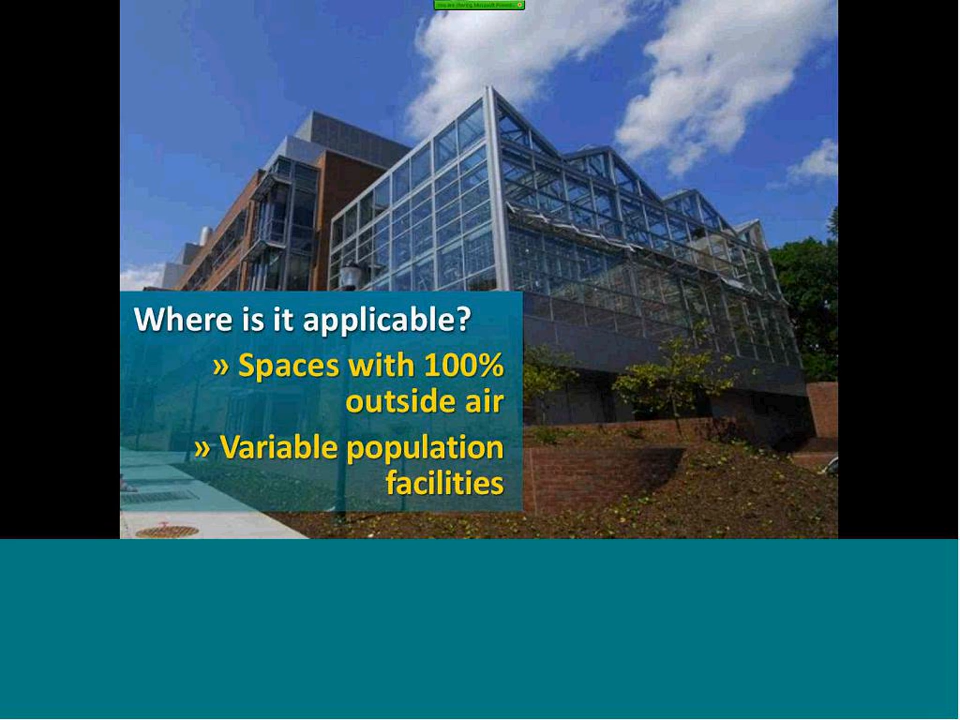 Where is it applicable?
» Spaces with 100%
outside air
» Variable population
facilities